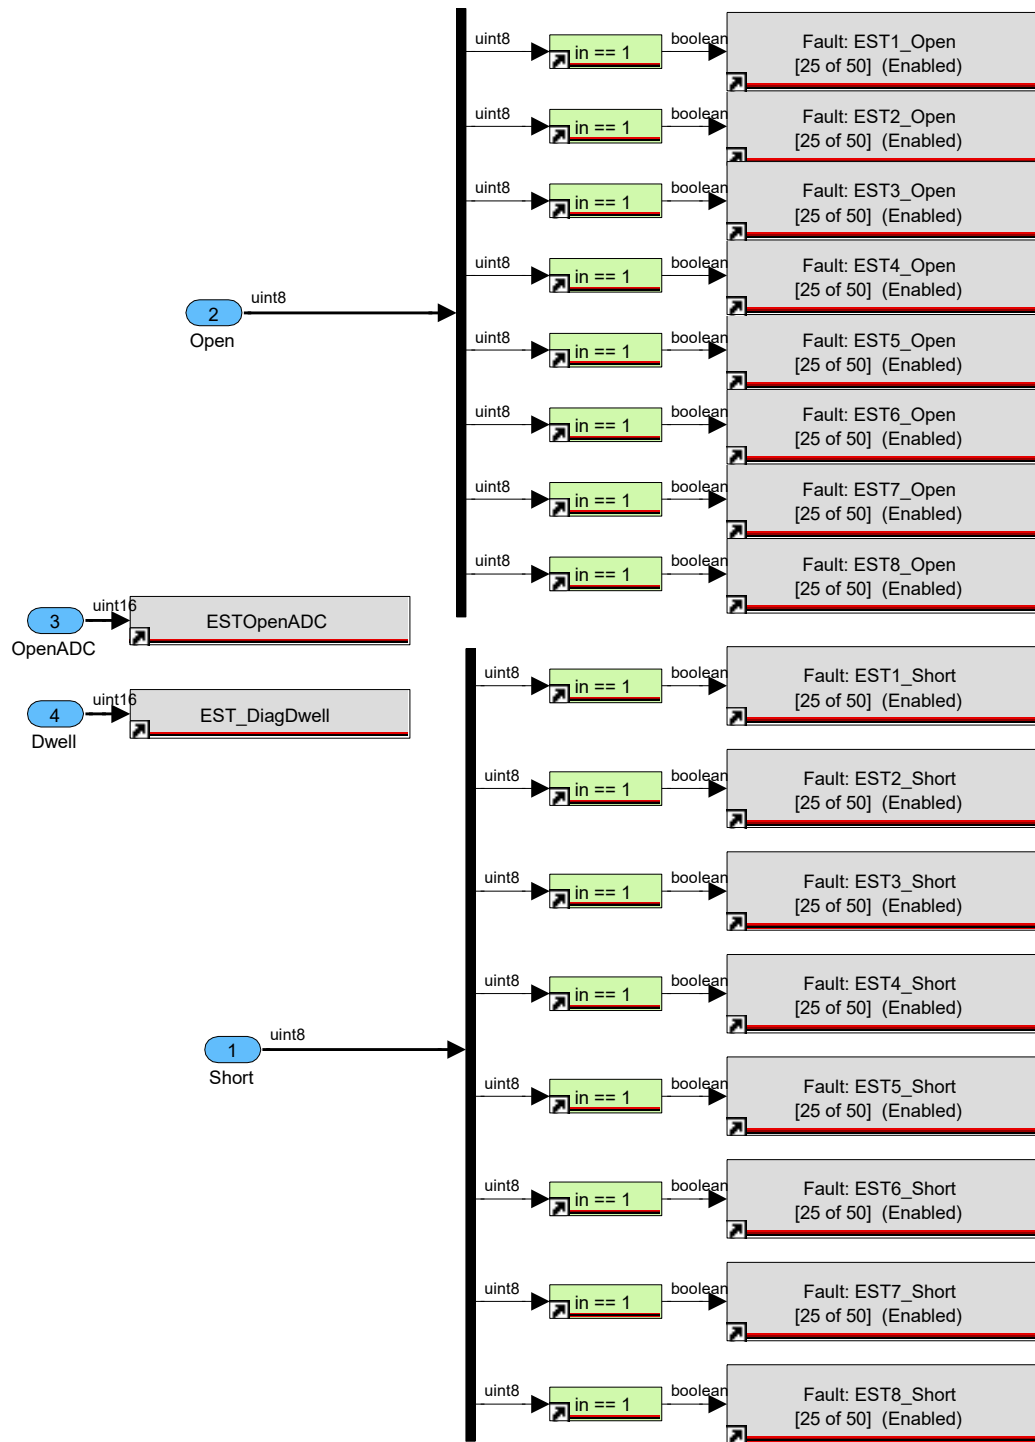 uint8
in == 1
boolean
Fault: EST1_Open
[25 of 50]  (Enabled)
uint8
in == 1
boolean
Fault: EST2_Open
[25 of 50]  (Enabled)
uint8
in == 1
boolean
Fault: EST3_Open
[25 of 50]  (Enabled)
uint8
in == 1
boolean
Fault: EST4_Open
[25 of 50]  (Enabled)
2
uint8
Open
uint8
in == 1
boolean
Fault: EST5_Open
[25 of 50]  (Enabled)
uint8
in == 1
boolean
Fault: EST6_Open
[25 of 50]  (Enabled)
uint8
in == 1
boolean
Fault: EST7_Open
[25 of 50]  (Enabled)
uint8
in == 1
boolean
Fault: EST8_Open
[25 of 50]  (Enabled)
3
uint16
OpenADC
ESTOpenADC
4
uint16
Dwell
EST_DiagDwell
uint8
in == 1
boolean
Fault: EST1_Short
[25 of 50]  (Enabled)
uint8
in == 1
boolean
Fault: EST2_Short
[25 of 50]  (Enabled)
uint8
in == 1
boolean
Fault: EST3_Short
[25 of 50]  (Enabled)
uint8
in == 1
boolean
Fault: EST4_Short
[25 of 50]  (Enabled)
1
uint8
Short
uint8
in == 1
boolean
Fault: EST5_Short
[25 of 50]  (Enabled)
uint8
in == 1
boolean
Fault: EST6_Short
[25 of 50]  (Enabled)
uint8
in == 1
boolean
Fault: EST7_Short
[25 of 50]  (Enabled)
uint8
in == 1
boolean
Fault: EST8_Short
[25 of 50]  (Enabled)